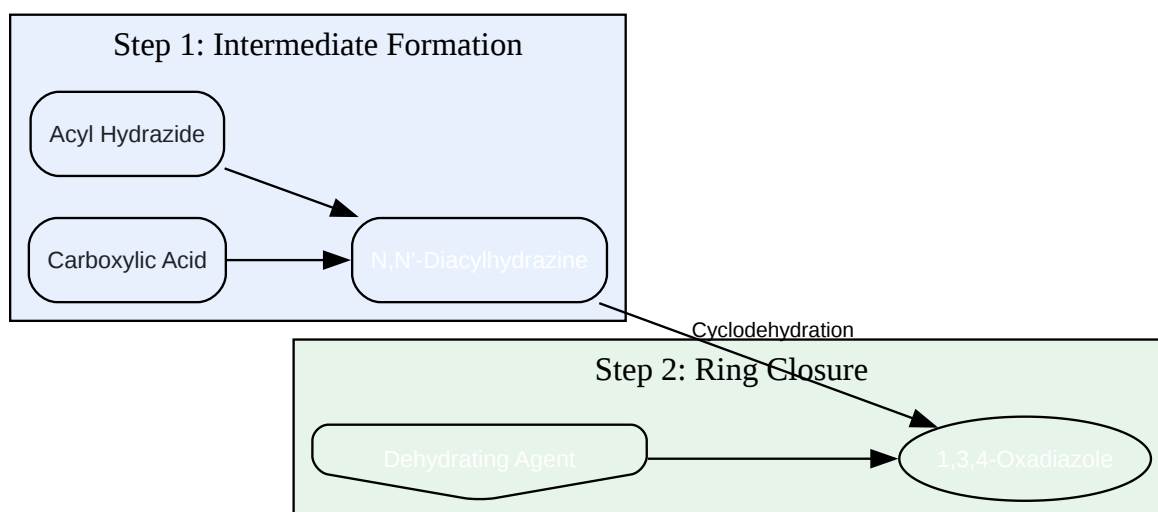 Step 1: Intermediate Formation
Acyl Hydrazide
Carboxylic Acid
N,N'-Diacylhydrazine
Cyclodehydration
Step 2: Ring Closure
Dehydrating Agent
1,3,4-Oxadiazole